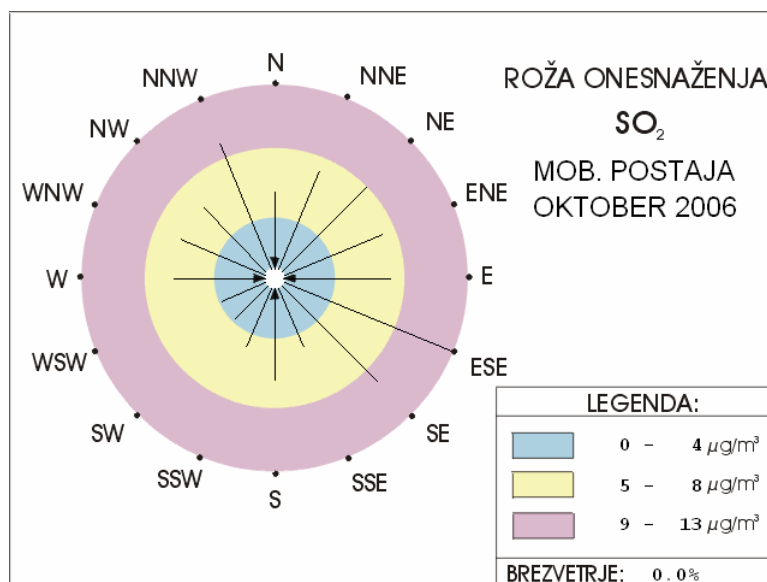 ROŽA ONESNAŽENJA
SO₂
MOB. POSTAJA
OKTOBER 2006
N
NNE
NE
ENE
E
ESE
SE
SSE
S
SSW
SW
WSW
W
WNW
NW
NNW
LEGENDA:
0 – 4 µg/m³
5 – 8 µg/m³
9 – 13 µg/m³
BREZVETRJE: 0.0%